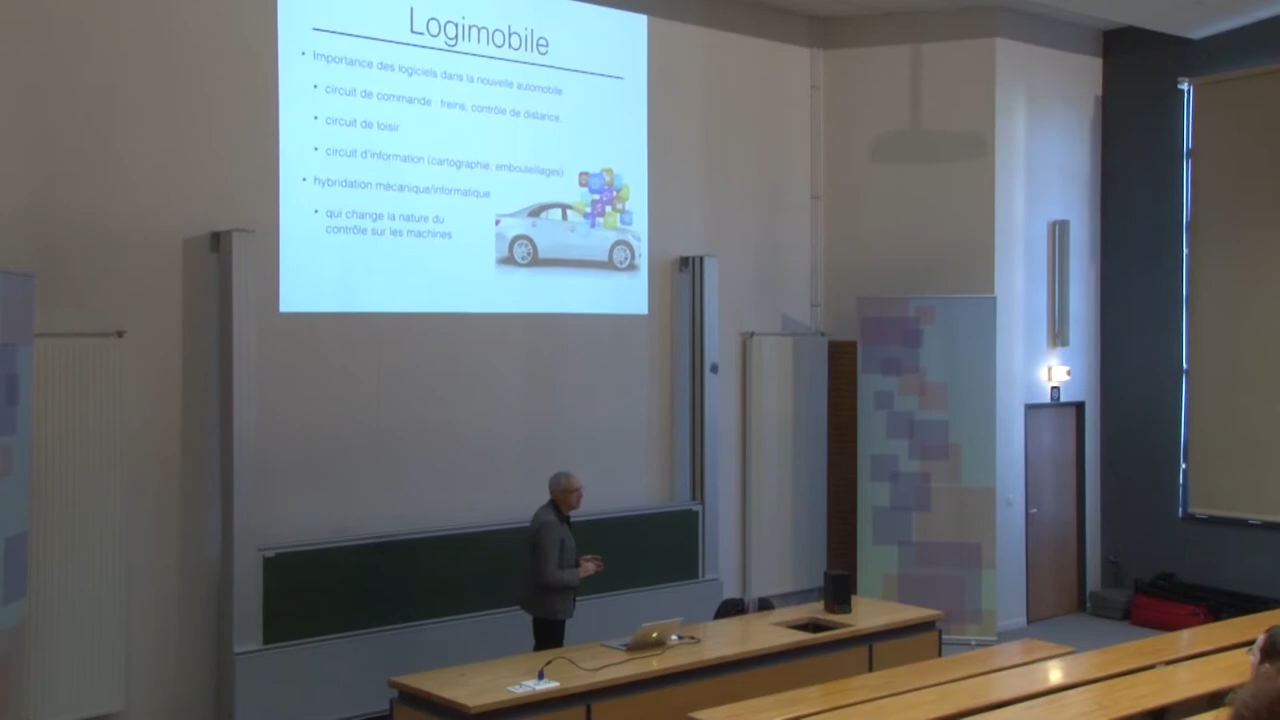 Logimobile
• Importance des logiciels dans la nouvelle automobile
• circuit de commande : freins, contrôle de distance,
• circuit de loisir
• circuit d'information (cartographie, embouteillages)
• hybridation mécanique/informatique
• qui change la nature du
contrôle sur les machines